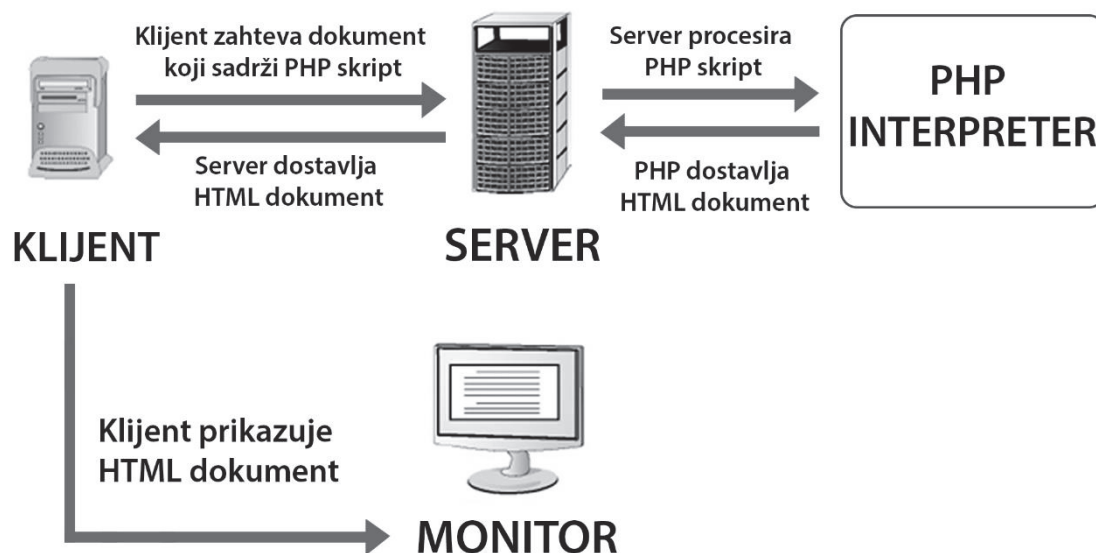 Klijent zahteva dokument
koji sadrži PHP skript
Server dostavlja
HTML dokument
KLIJENT
SERVER
Server procesira
PHP skript
PHP dostavlja
HTML dokument
PHP
INTERPRETER
Klijent prikazuje
HTML dokument
MONITOR